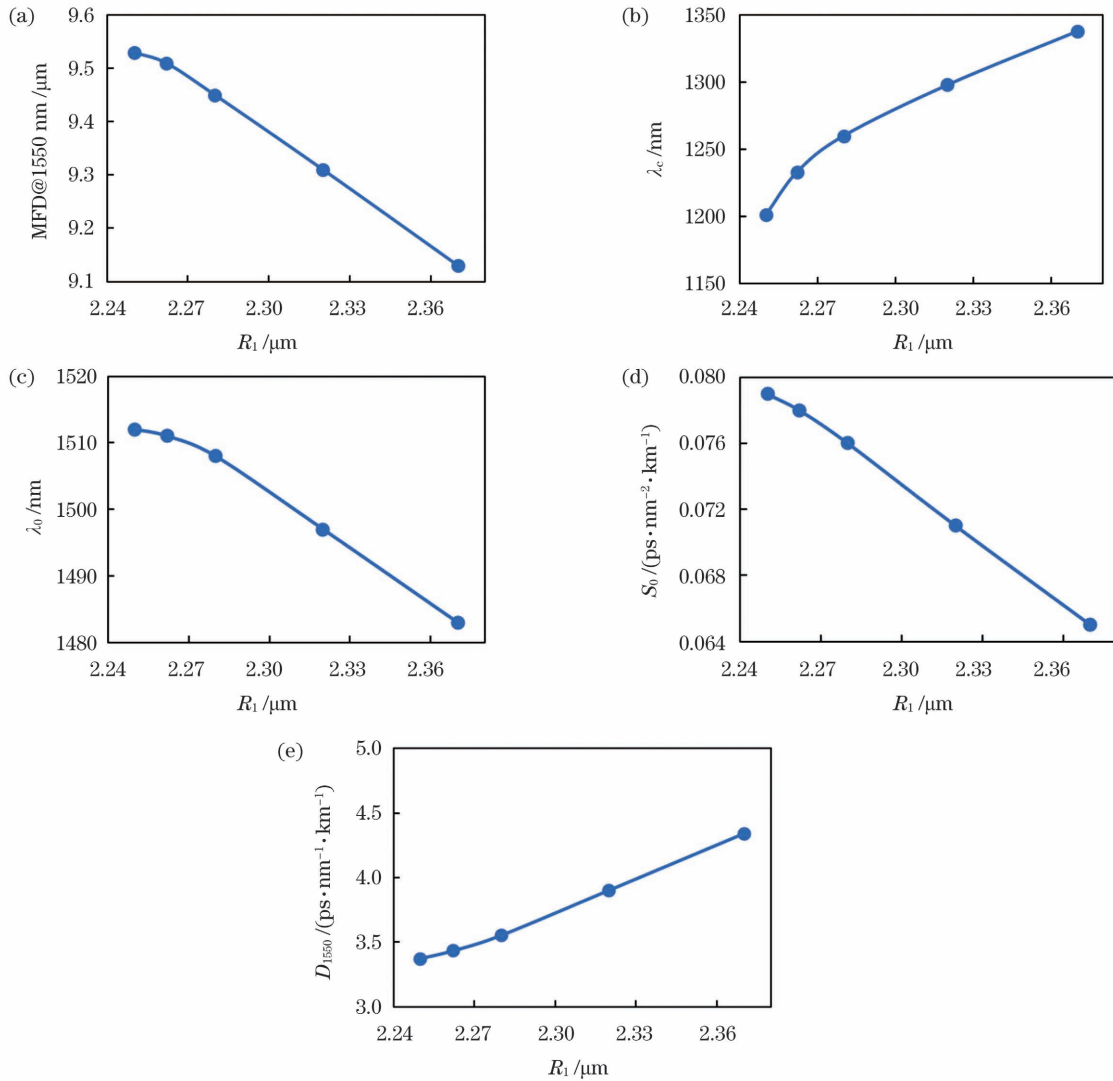 (a)
9.6
9.5
9.4
9.3
9.2
9.1
MFD@1550 nm /μm
2.24 2.27 2.30 2.33 2.36
R₁ /μm
(b)
1350
1300
1250
1200
1150
λc /nm
2.24 2.27 2.30 2.33 2.36
R₁ /μm
(c)
1520
1510
1500
1490
1480
λ₀ /nm
2.24 2.27 2.30 2.33 2.36
R₁ /μm
(d)
0.080
0.076
0.072
0.068
0.064
S₀ /(ps·nm⁻²·km⁻¹)
2.24 2.27 2.30 2.33 2.36
R₁ /μm
(e)
5.0
4.5
4.0
3.5
3.0
D₁₅₅₀ /(ps·nm⁻¹·km⁻¹)
2.24 2.27 2.30 2.33 2.36
R₁ /μm